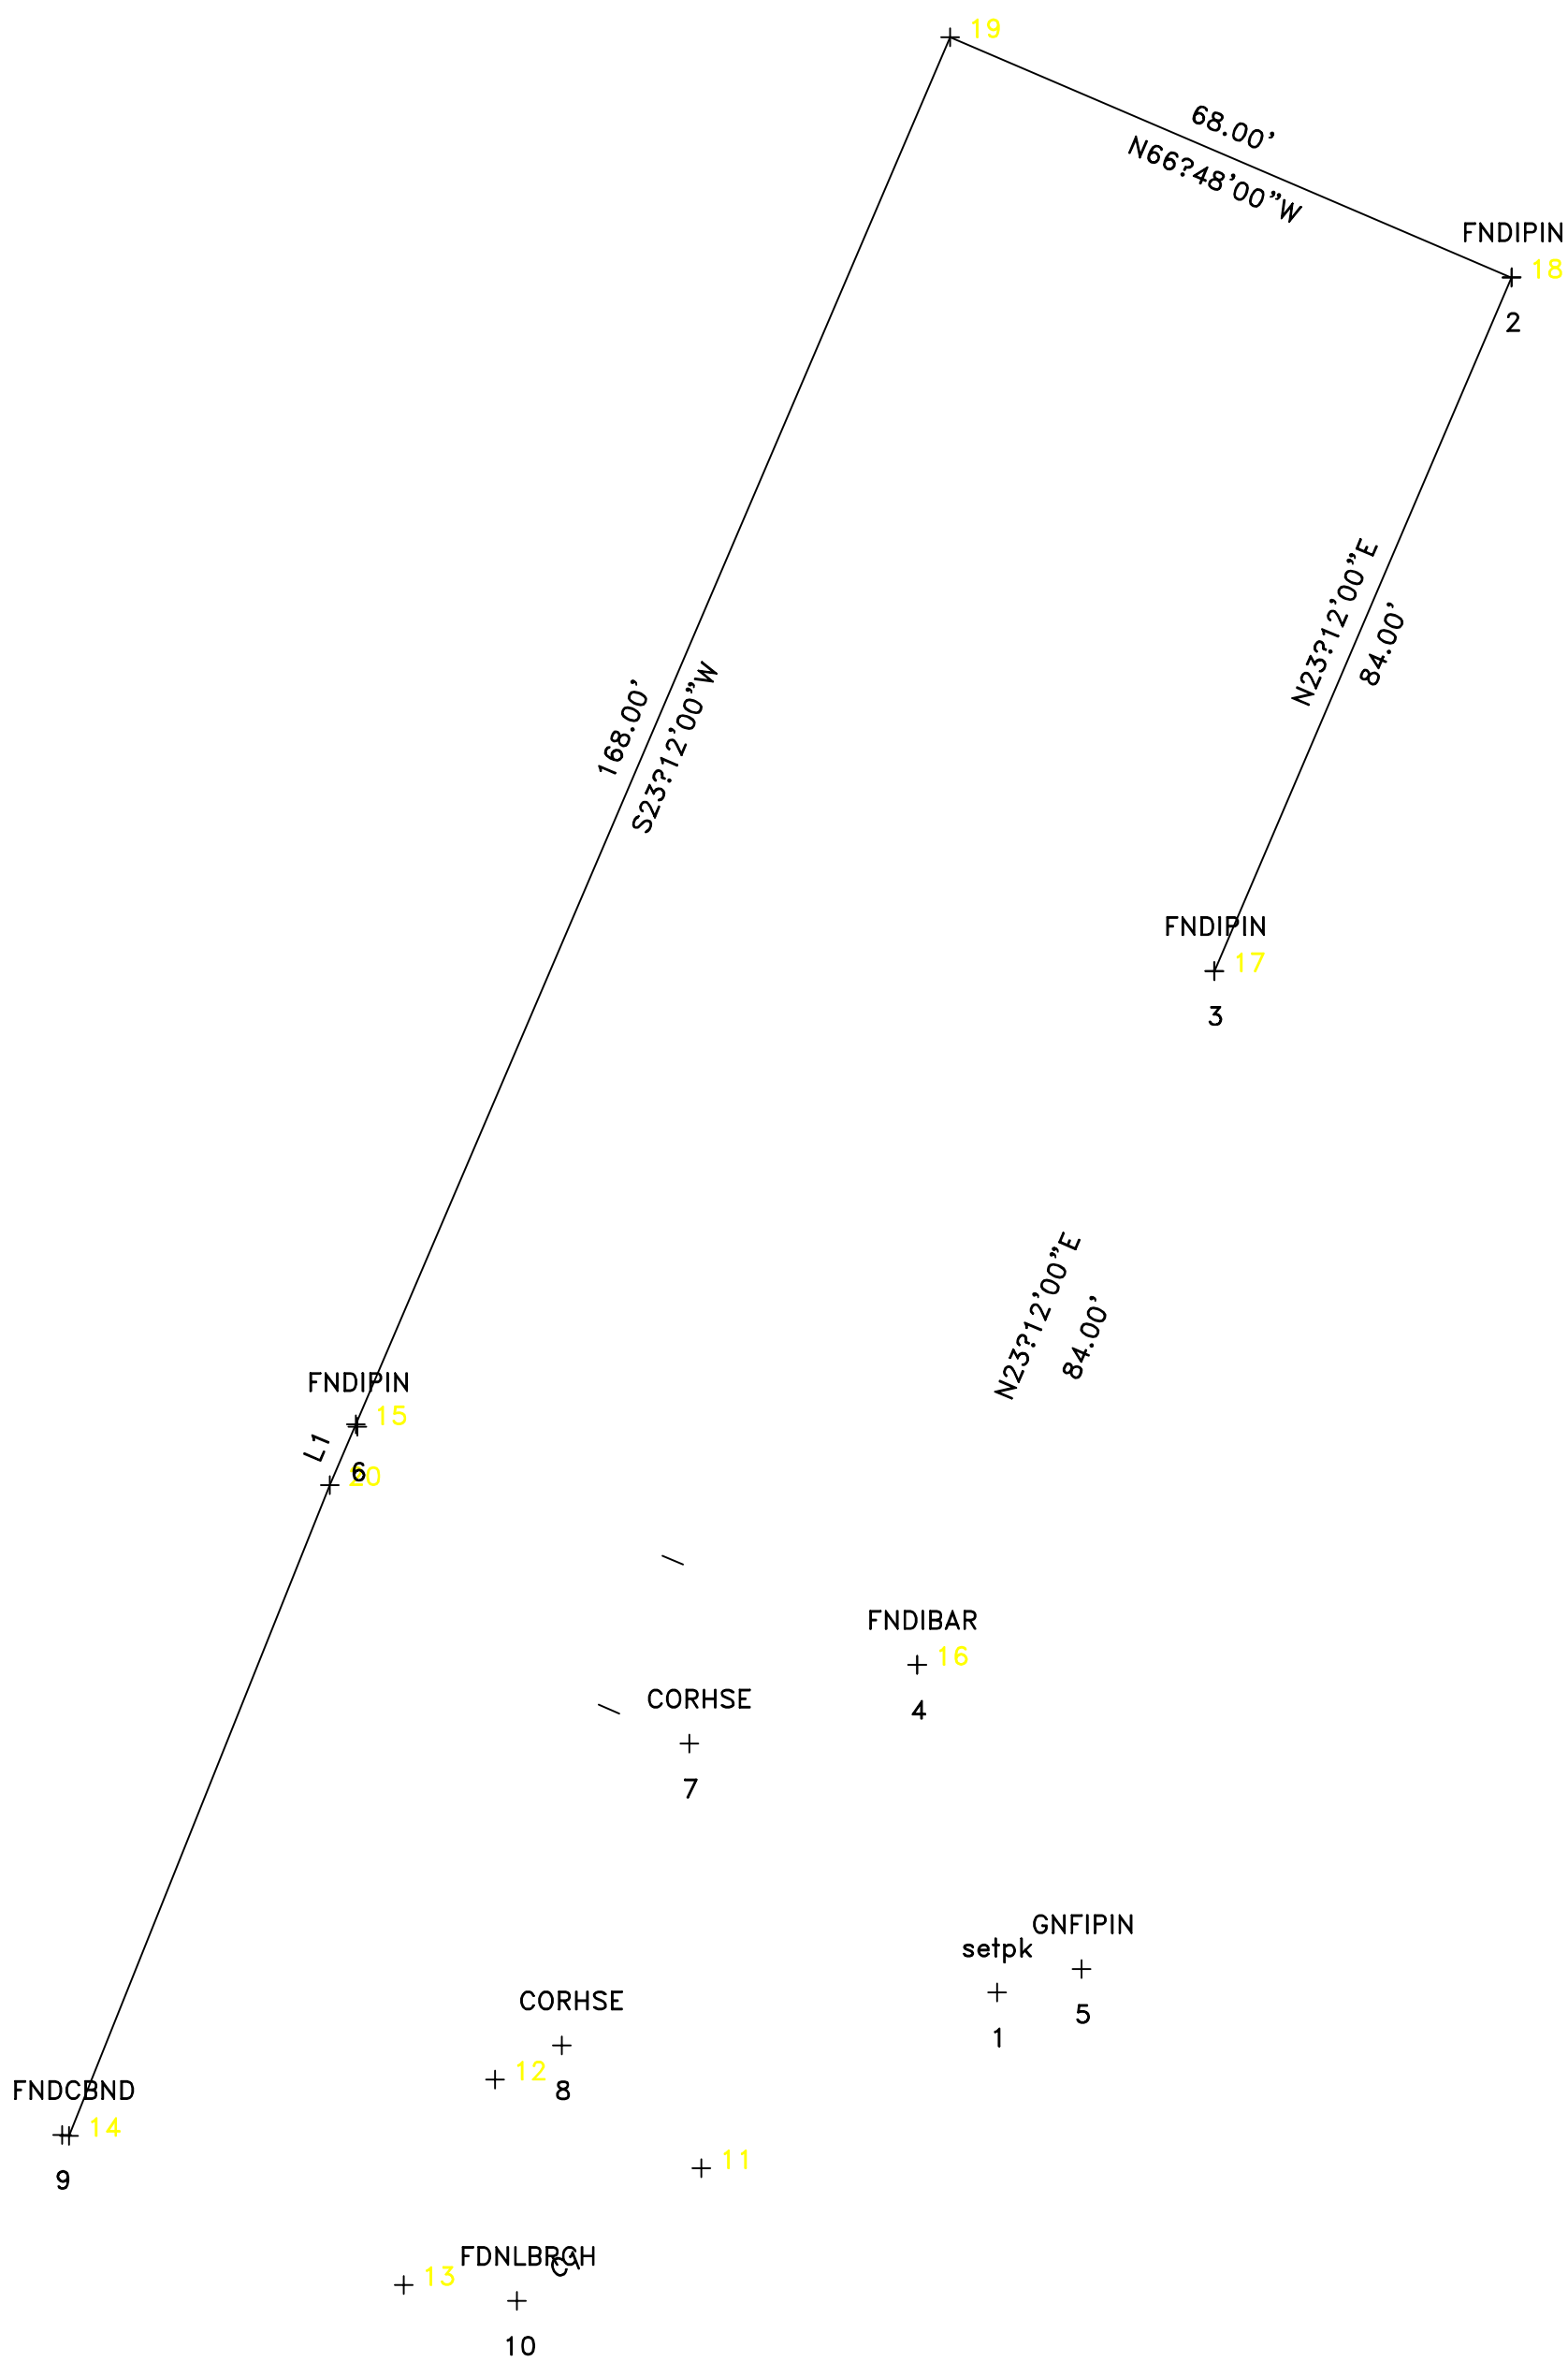 19
68.00'
N66?48'00"W
FNDIPIN
18
2
N23?12'00"E
84.00'
168.00'
S23?12'00"W
FNDIPIN
17
3
N23?12'00"E
84.00'
FNDIPIN
15
L1
6
20
FNDIBAR
16
4
CORHSE
7
GNFIPIN
setpk
5
1
CORHSE
12
8
FNDCBND
14
9
11
FDNLBRCH
C1
13
10